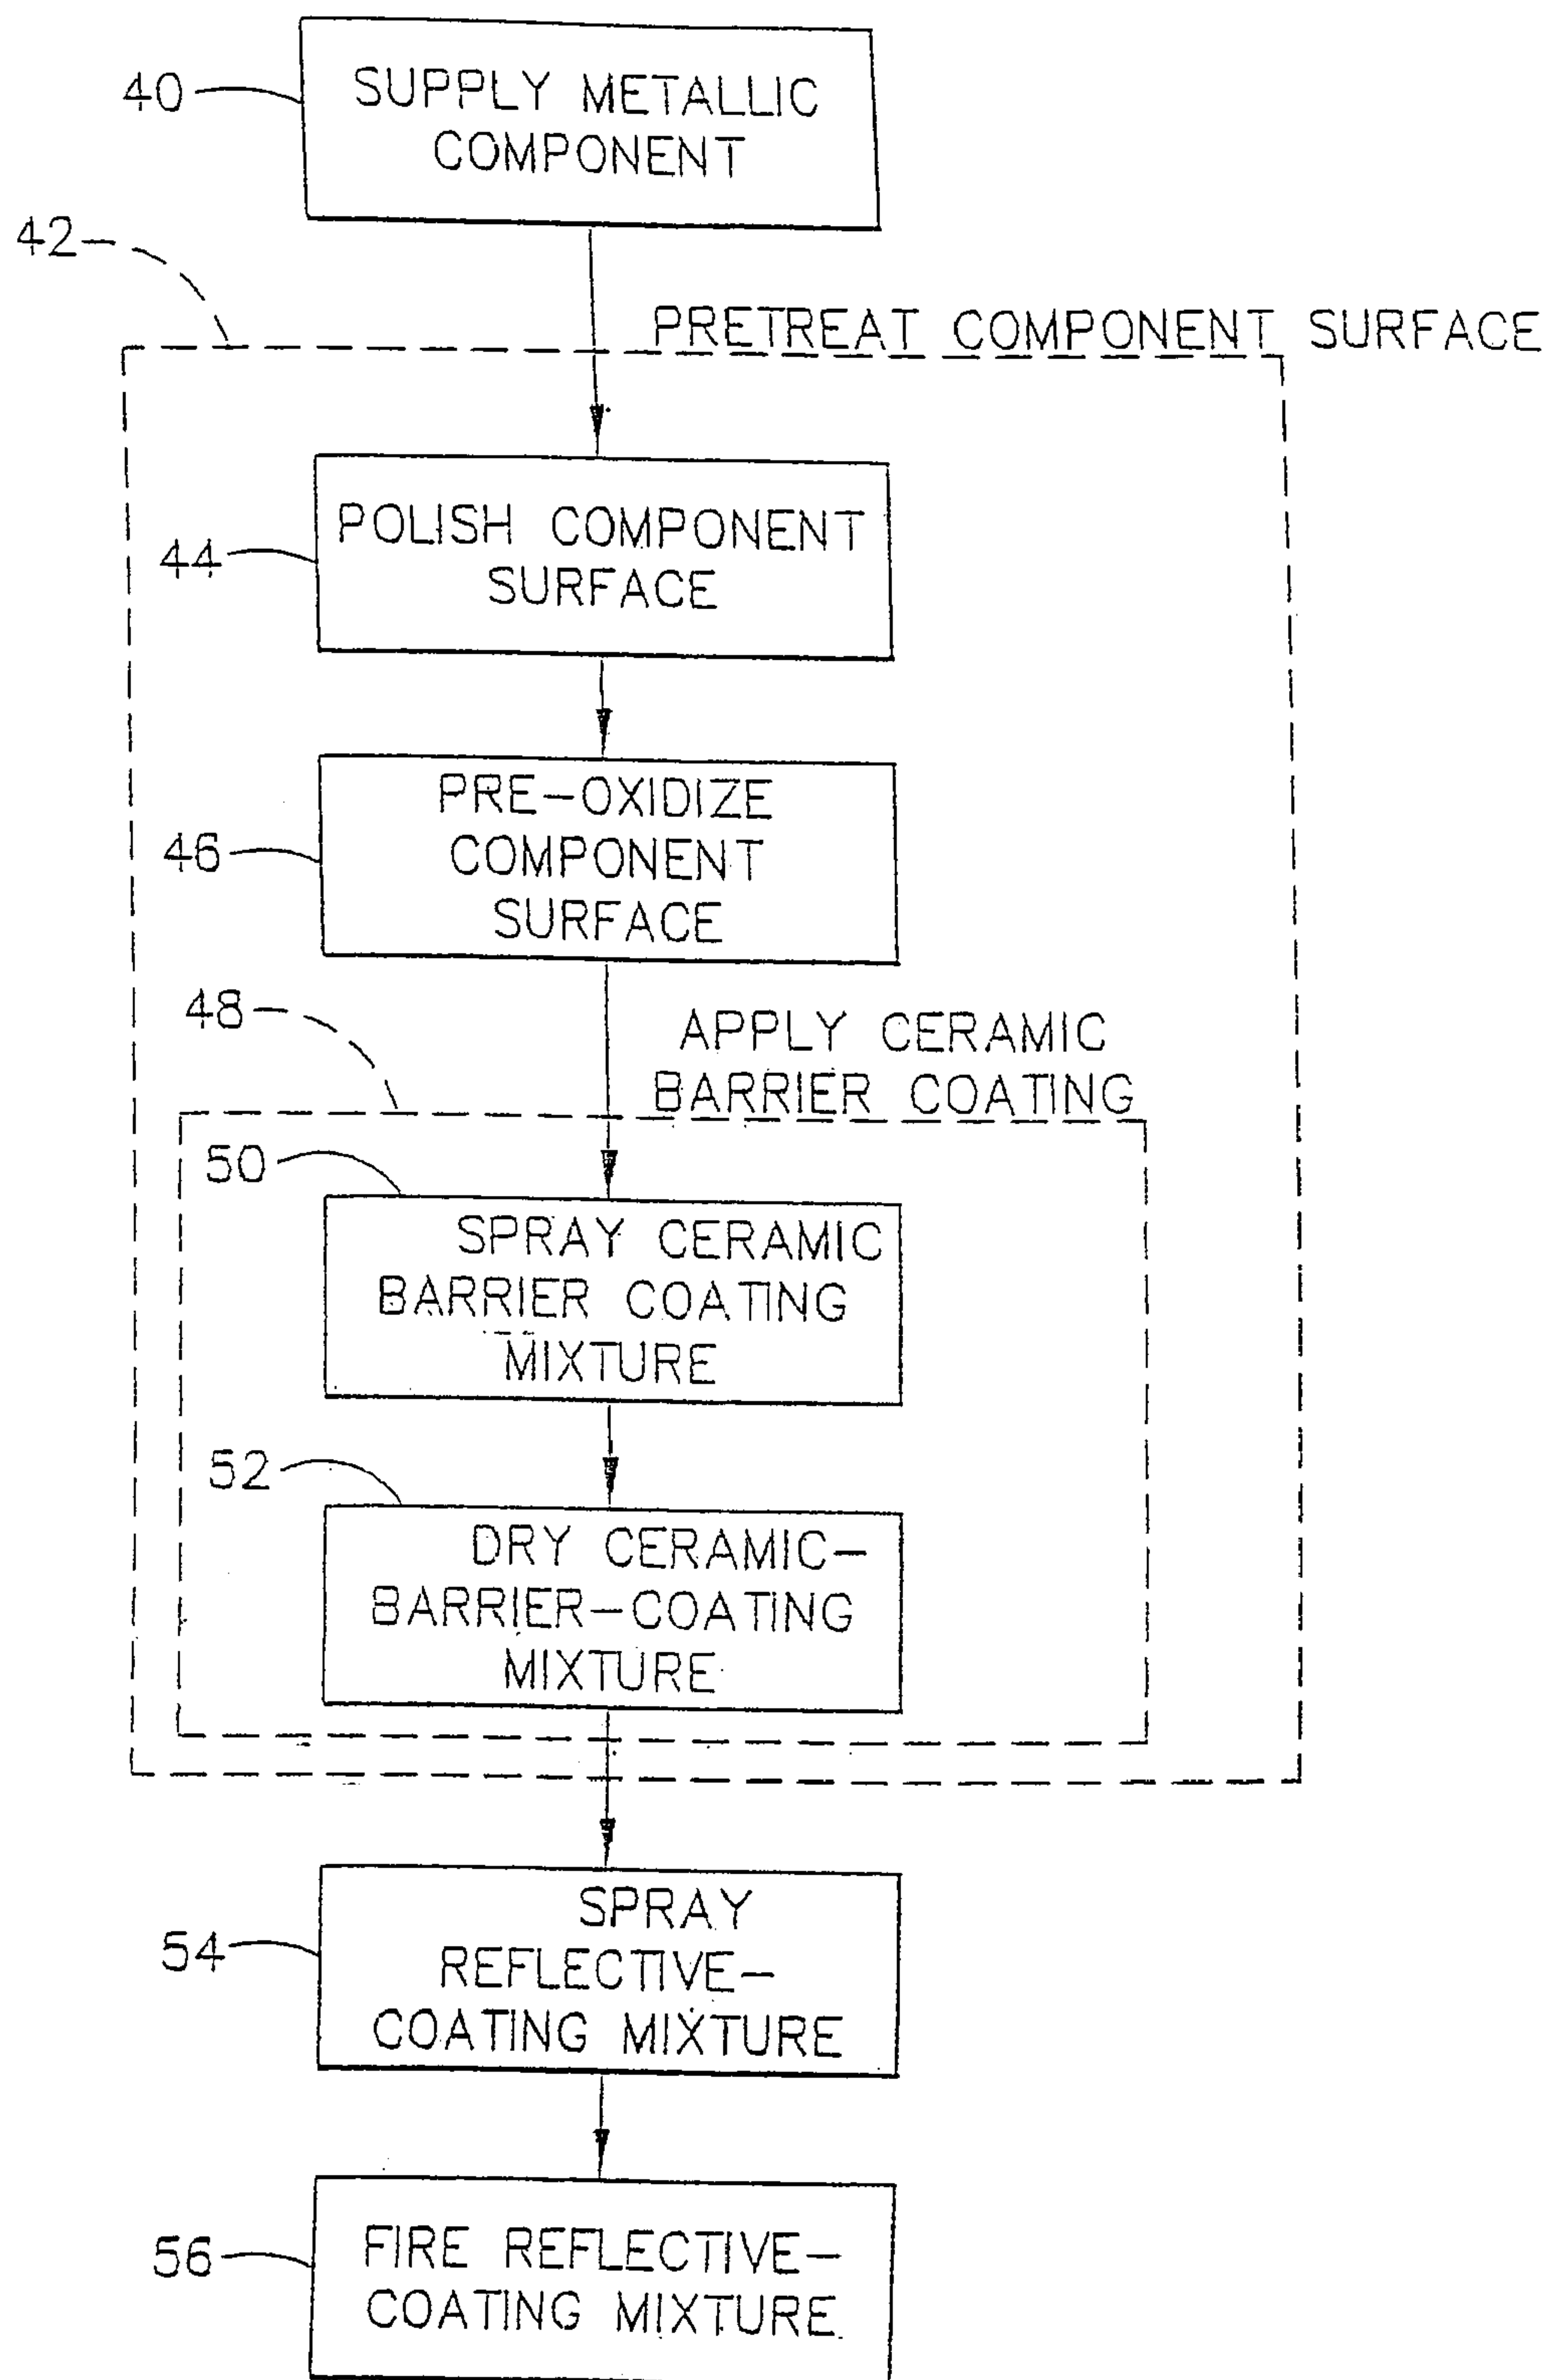 40
SUPPLY METALLIC
COMPONENT
42
PRETREAT COMPONENT SURFACE
44
POLISH COMPONENT
SURFACE
46
PRE-OXIDIZE
COMPONENT
SURFACE
48
APPLY CERAMIC
BARRIER COATING
50
SPRAY CERAMIC
BARRIER COATING
MIXTURE
52
DRY CERAMIC-
BARRIER-COATING
MIXTURE
54
SPRAY
REFLECTIVE-
COATING MIXTURE
56
FIRE REFLECTIVE-
COATING MIXTURE